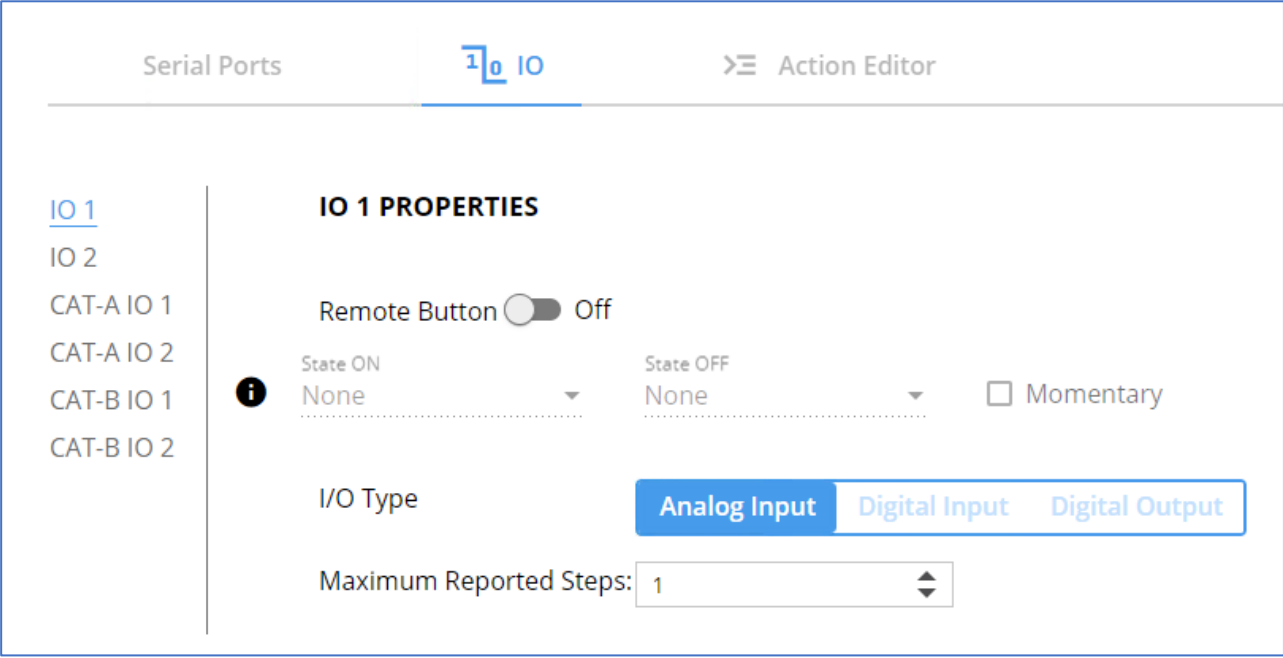 Serial Ports
10 IO
Action Editor
IO 1
IO 2
CAT-A IO 1
CAT-A IO 2
CAT-B IO 1
CAT-B IO 2
IO 1 PROPERTIES
Remote Button Off
State ON
None
State OFF
None
Momentary
I/O Type
Analog Input
Digital Input
Digital Output
Maximum Reported Steps: 1